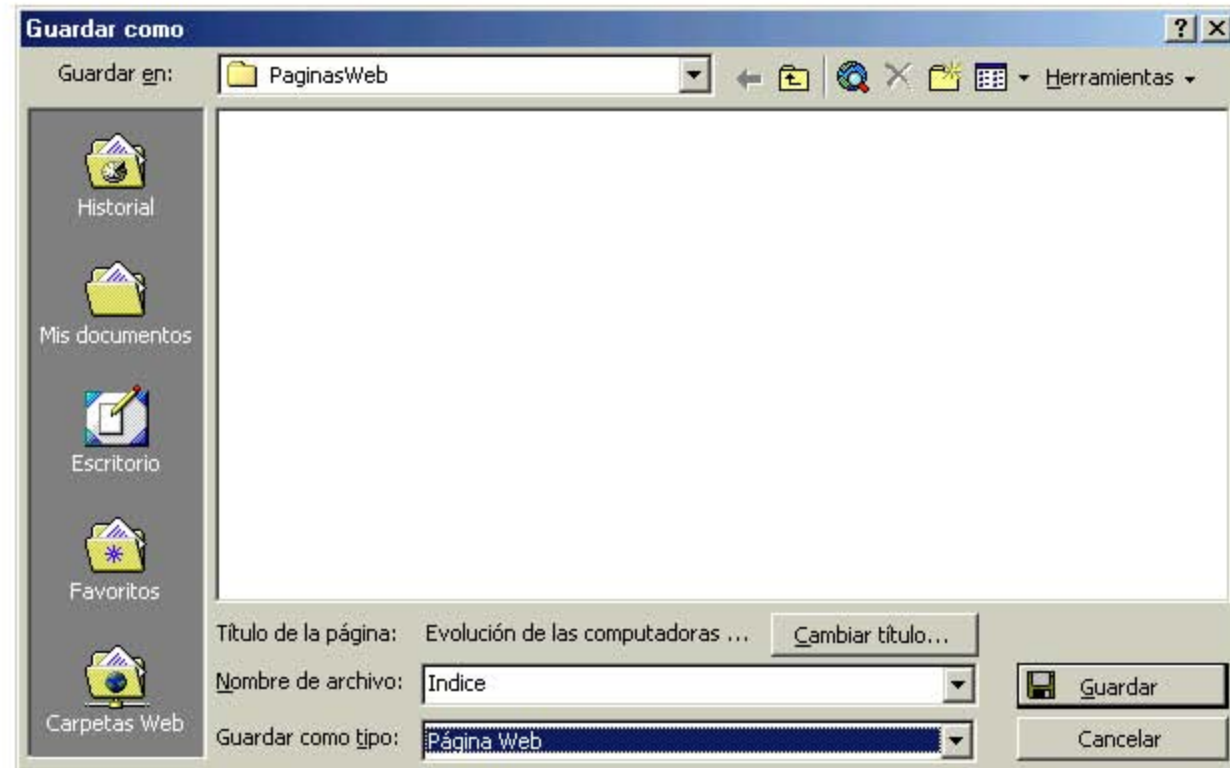 Guardar como
Guardar en: PaginasWeb Herramientas
Historial
Mis documentos
Escritorio
Favoritos
Carpetas Web
Título de la página: Evolución de las computadoras ... Cambiar título...
Nombre de archivo: Indice Guardar
Guardar como tipo: Página Web Cancelar